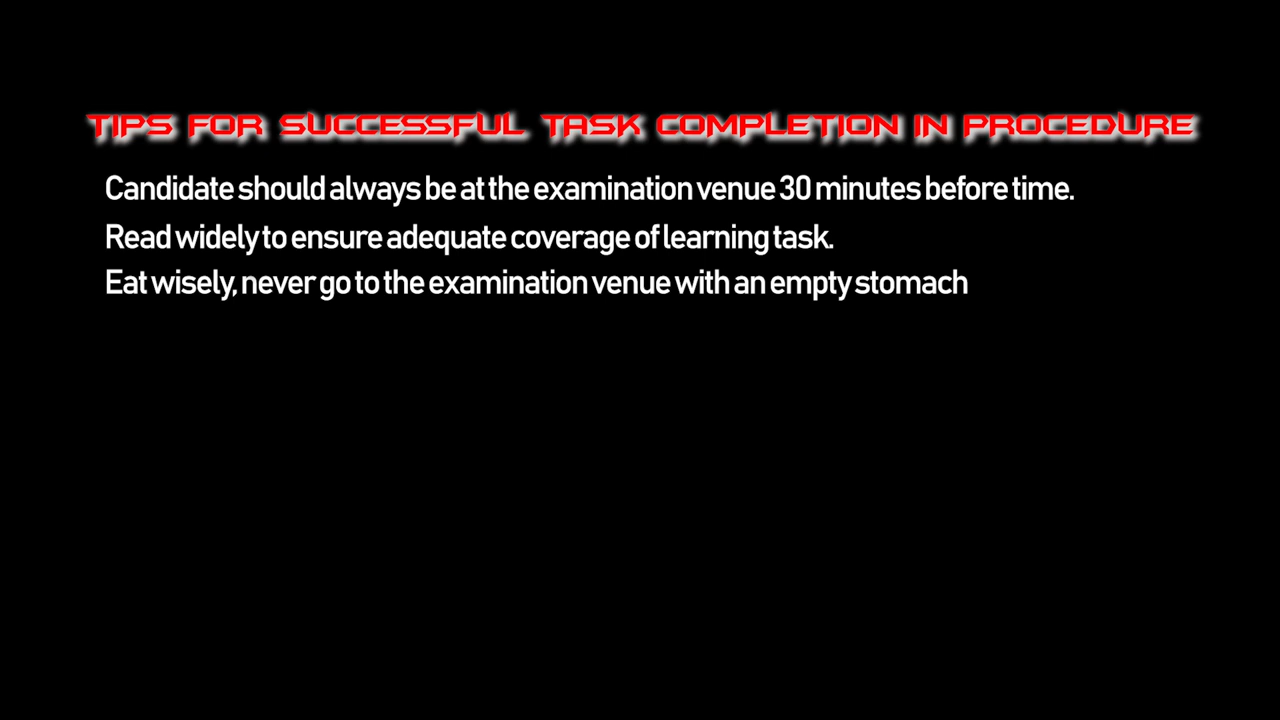 TIPS FOR SUCCESSFUL TASK COMPLETION IN PROCEDURE
Candidate should always be at the examination venue 30 minutes before time.
Read widely to ensure adequate coverage of learning task.
Eat wisely, never go to the examination venue with an empty stomach